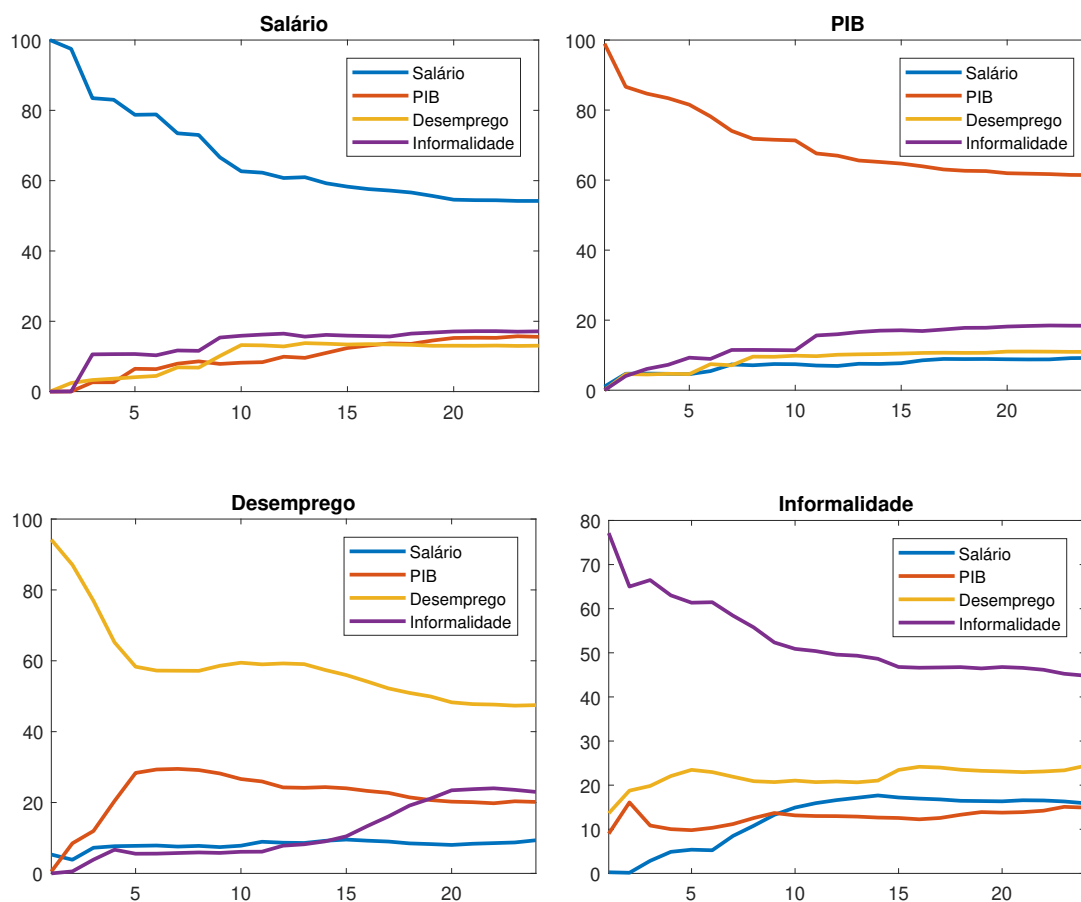 Salário
100
80
60
40
20
0
5
10
15
20
Salário
PIB
Desemprego
Informalidade
PIB
100
80
60
40
20
0
5
10
15
20
Salário
PIB
Desemprego
Informalidade
Desemprego
100
80
60
40
20
0
5
10
15
20
Salário
PIB
Desemprego
Informalidade
Informalidade
80
70
60
50
40
30
20
10
0
5
10
15
20
Salário
PIB
Desemprego
Informalidade